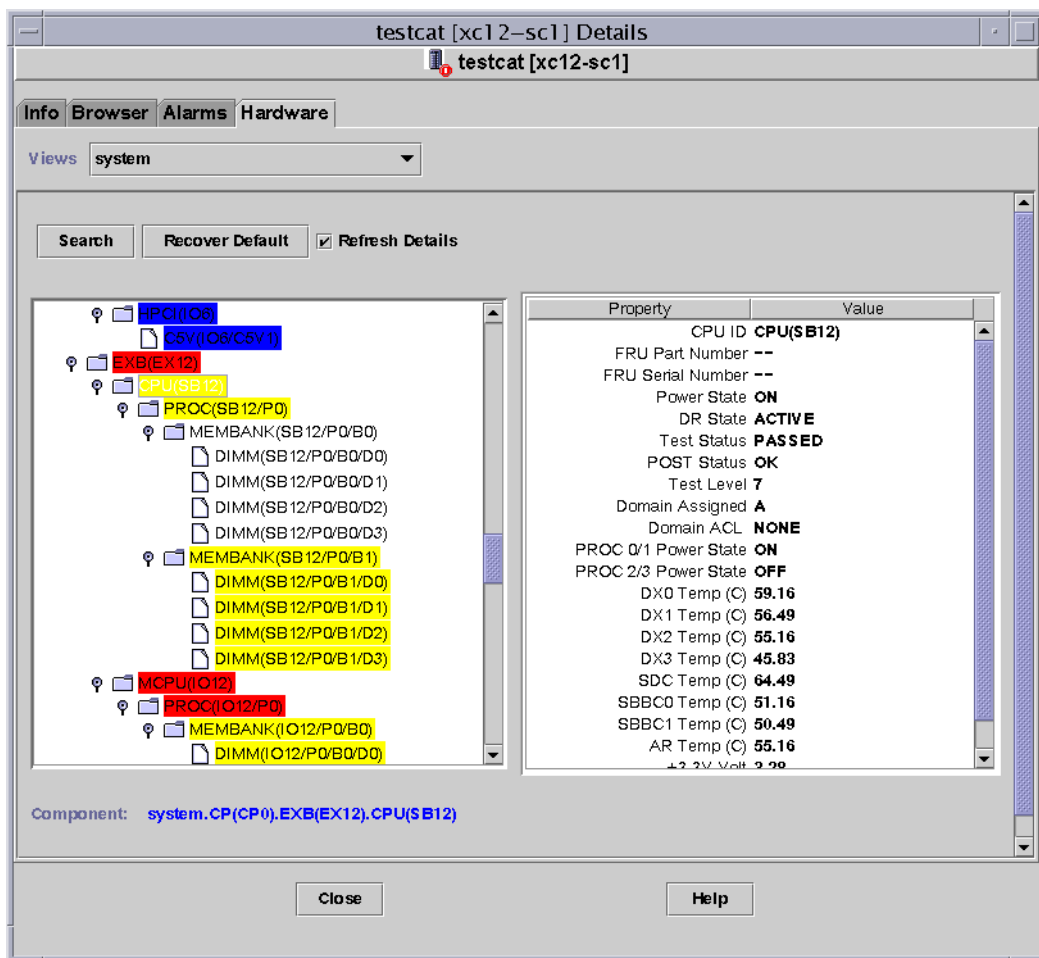 testcat [xc12-sc1] Details
testcat [xc12-sc1]
Info Browser Alarms Hardware
Views system
Search Recover Default Refresh Details
HPCI(IO6)
C5V(IO6/C5V1)
EXB(EX12)
CPU(SB12)
PROC(SB12/P0)
MEMBANK(SB12/P0/B0)
DIMM(SB12/P0/B0/D0)
DIMM(SB12/P0/B0/D1)
DIMM(SB12/P0/B0/D2)
DIMM(SB12/P0/B0/D3)
MEMBANK(SB12/P0/B1)
DIMM(SB12/P0/B1/D0)
DIMM(SB12/P0/B1/D1)
DIMM(SB12/P0/B1/D2)
DIMM(SB12/P0/B1/D3)
MCPU(IO12)
PROC(IO12/P0)
MEMBANK(IO12/P0/B0)
DIMM(IO12/P0/B0/D0)
Property Value
CPU ID CPU(SB12)
FRU Part Number --
FRU Serial Number --
Power State ON
DR State ACTIVE
Test Status PASSED
POST Status OK
Test Level 7
Domain Assigned A
Domain ACL NONE
PROC 0/1 Power State ON
PROC 2/3 Power State OFF
DX0 Temp (C) 59.16
DX1 Temp (C) 56.49
DX2 Temp (C) 55.16
DX3 Temp (C) 45.83
SDC Temp (C) 64.49
SBBC0 Temp (C) 51.16
SBBC1 Temp (C) 50.49
AR Temp (C) 55.16
+3.3V Volt 3.29
Component: system.CP(CP0).EXB(EX12).CPU(SB12)
Close Help